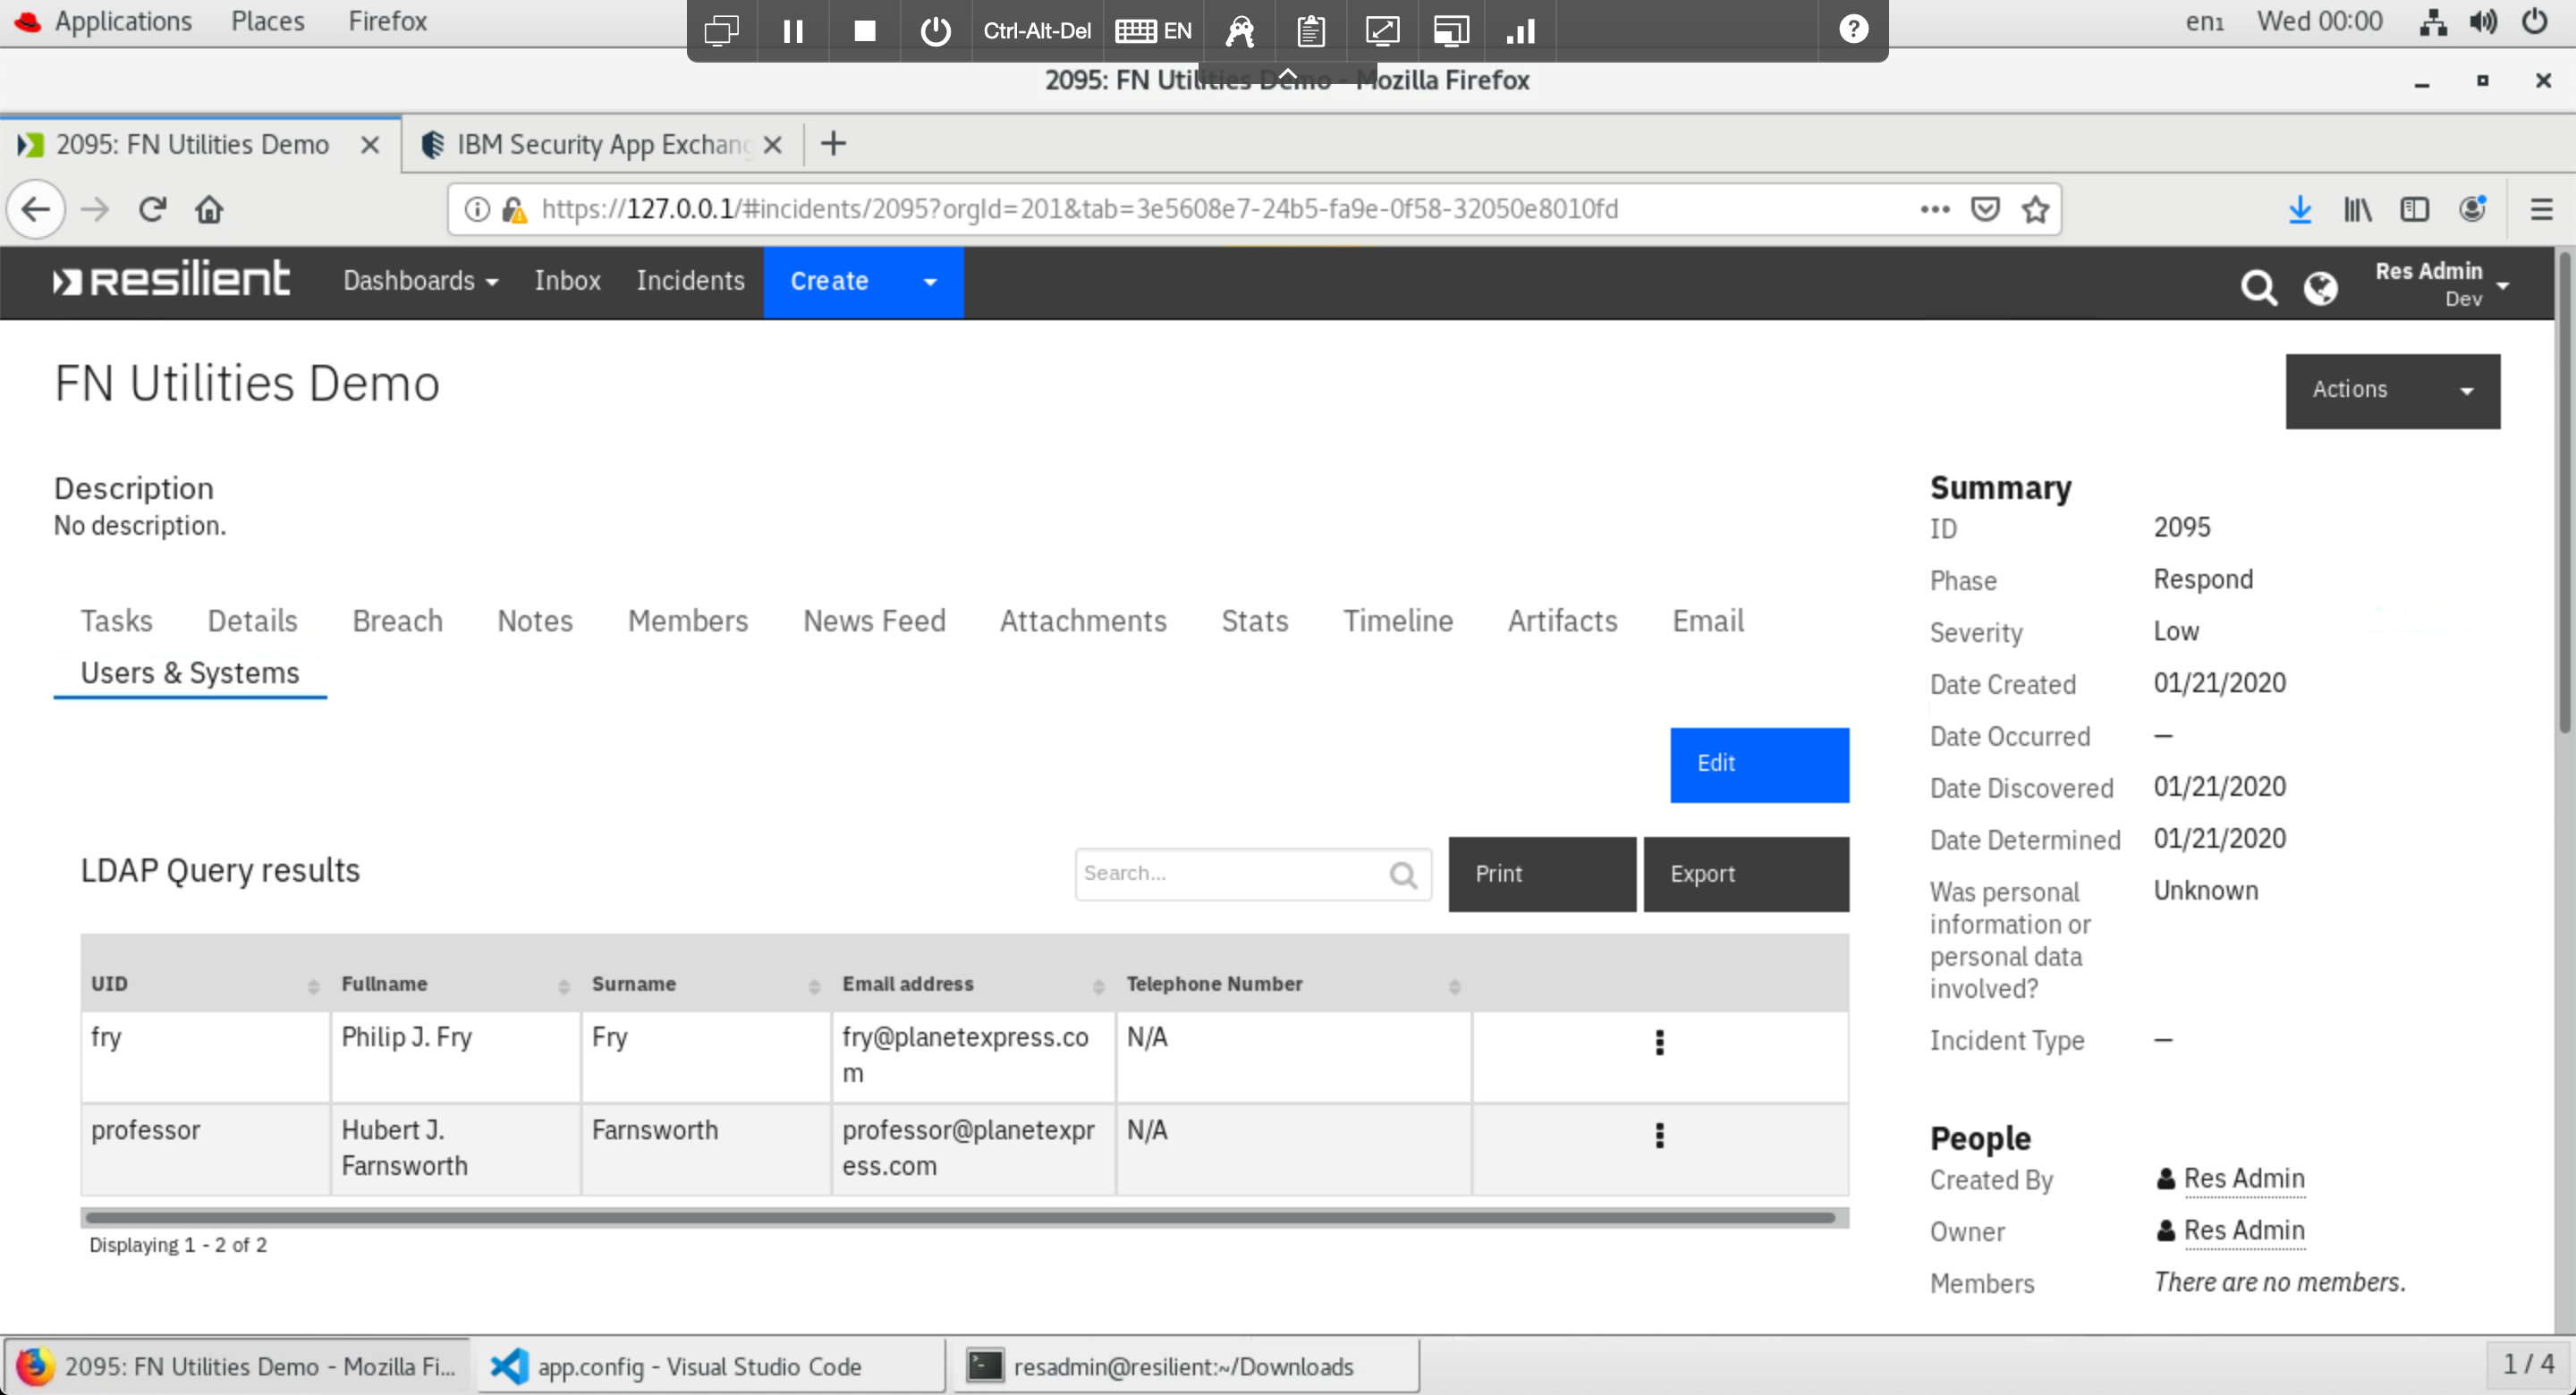 Applications Places Firefox
Ctrl-Alt-Del EN
en1 Wed 00:00
2095: FN Utilities Demo - Mozilla Firefox
2095: FN Utilities Demo
IBM Security App Exchang
https://127.0.0.1/#incidents/2095?orgId=201&tab=3e5608e7-24b5-fa9e-0f58-32050e8010fd
resilient Dashboards Inbox Incidents Create
Res Admin
Dev
FN Utilities Demo
Actions
Description
No description.
Tasks Details Breach Notes Members News Feed Attachments Stats Timeline Artifacts Email
Users & Systems
Edit
LDAP Query results
Search...
Print
Export
UID Fullname Surname Email address Telephone Number
fry Philip J. Fry Fry fry@planetexpress.co N/A
m
professor Hubert J. Farnsworth professor@planetexpr N/A
Farnsworth ess.com
Displaying 1 - 2 of 2
Summary
ID 2095
Phase Respond
Severity Low
Date Created 01/21/2020
Date Occurred —
Date Discovered 01/21/2020
Date Determined 01/21/2020
Was personal Unknown
information or
personal data
involved?
Incident Type —
People
Created By Res Admin
Owner Res Admin
Members There are no members.
2095: FN Utilities Demo - Mozilla Fi...
app.config - Visual Studio Code
resadmin@resilient:~/Downloads
1 / 4